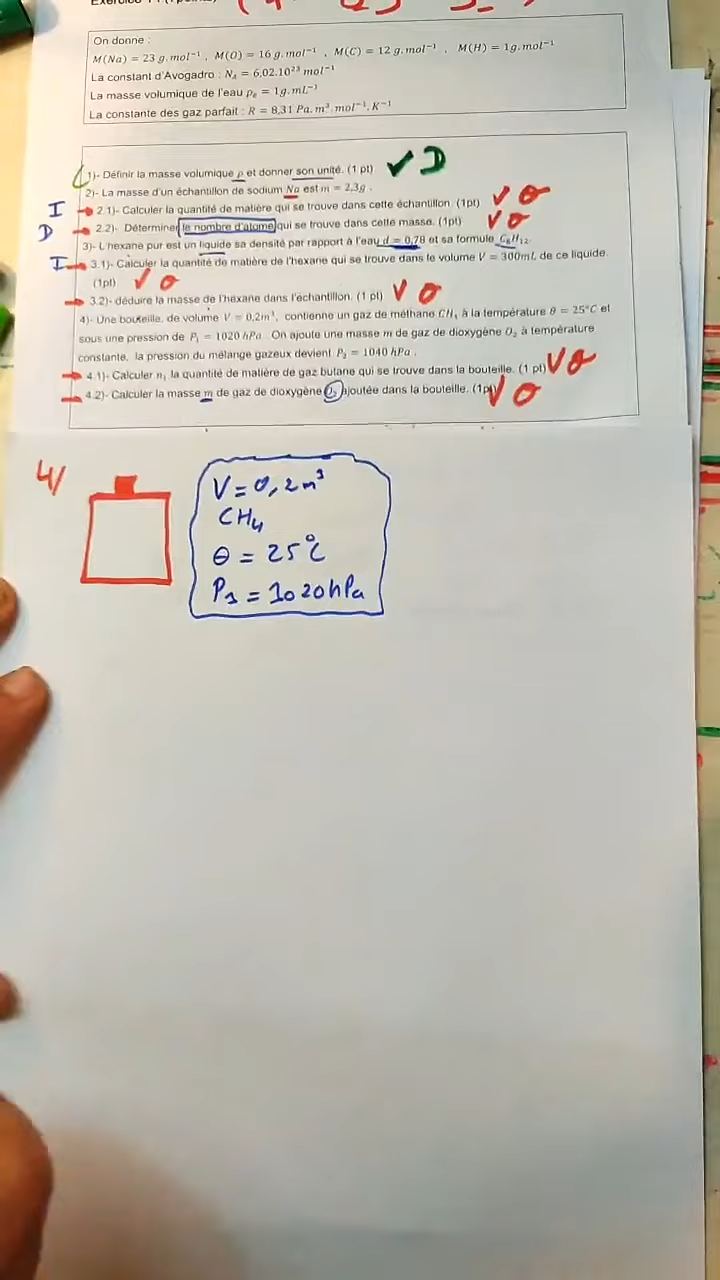 On donne :
M(Na) = 23 g.mol⁻¹ , M(O) = 16 g.mol⁻¹ , M(C) = 12 g.mol⁻¹ , M(H) = 1g.mol⁻¹
La constant d'Avogadro : N_A = 6,02.10²³ mol⁻¹
La masse volumique de l'eau ρₑ = 1g.mL⁻¹
La constante des gaz parfait : R = 8,31 Pa.m³.mol⁻¹.K⁻¹
1)- Définir la masse volumique ρ et donner son unité. (1 pt) ✓ D
2)- La masse d'un échantillon de sodium Na est m = 2,3g .
I → 2.1)- Calculer la quantité de matière qui se trouve dans cette échantillon. (1pt)
D → 2.2)- Déterminer le nombre d'atome qui se trouve dans cette masse. (1pt)
3)- L'hexane pur est un liquide sa densité par rapport à l'eau d = 0,78 et sa formule C₆H₁₂.
I → 3.1)- Calculer la quantité de matière de l'hexane qui se trouve dans le volume V = 300mL de ce liquide.
(1pt)
→ 3.2)- déduire la masse de l'hexane dans l'échantillon. (1 pt)
4)- Une bouteille, de volume V = 0,2m³, contienne un gaz de méthane CH₄ à la température θ = 25°C et
sous une pression de P₁ = 1020 hPa . On ajoute une masse m de gaz de dioxygène O₂ à température
constante, la pression du mélange gazeux devient P₂ = 1040 hPa .
→ 4.1)- Calculer n₁ la quantité de matière de gaz butane qui se trouve dans la bouteille. (1 pt)
→ 4.2)- Calculer la masse m de gaz de dioxygène O₂ ajoutée dans la bouteille. (1pt)
4/
V = 0,2m³
CH₄
θ = 25°C
P₁ = 1020hPa